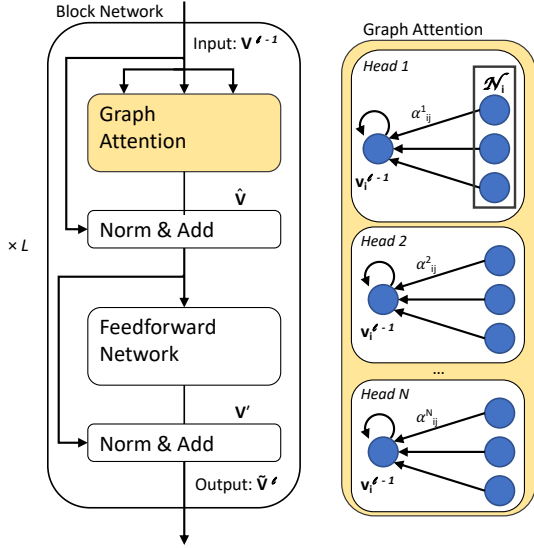 Block Network
Input: V^ℓ - 1
Graph
Attention
V̂
Norm & Add
× L
Feedforward
Network
V′
Norm & Add
Output: Ṽ^ℓ
Graph Attention
Head 1
𝒩_i
α^1_ij
v_i^ℓ - 1
Head 2
α^2_ij
v_i^ℓ - 1
...
Head N
α^N_ij
v_i^ℓ - 1